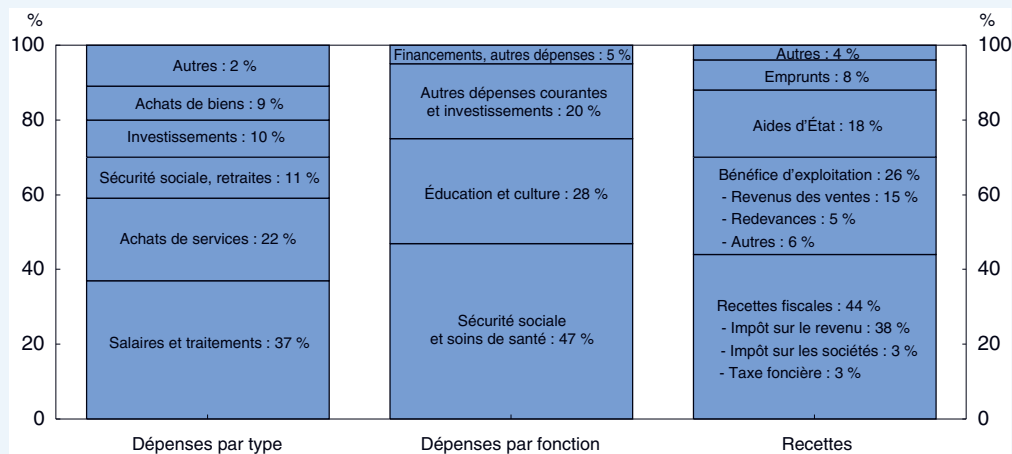 % %
100
80
60
40
20
0
Autres : 2 %
Achats de biens : 9 %
Investissements : 10 %
Sécurité sociale, retraites : 11 %
Achats de services : 22 %
Salaires et traitements : 37 %
Dépenses par type
Financements, autres dépenses : 5 %
Autres dépenses courantes
et investissements : 20 %
Éducation et culture : 28 %
Sécurité sociale
et soins de santé : 47 %
Dépenses par fonction
Autres : 4 %
Emprunts : 8 %
Aides d’État : 18 %
Bénéfice d’exploitation : 26 %
- Revenus des ventes : 15 %
- Redevances : 5 %
- Autres : 6 %
Recettes fiscales : 44 %
- Impôt sur le revenu : 38 %
- Impôt sur les sociétés : 3 %
- Taxe foncière : 3 %
Recettes
100
80
60
40
20
0